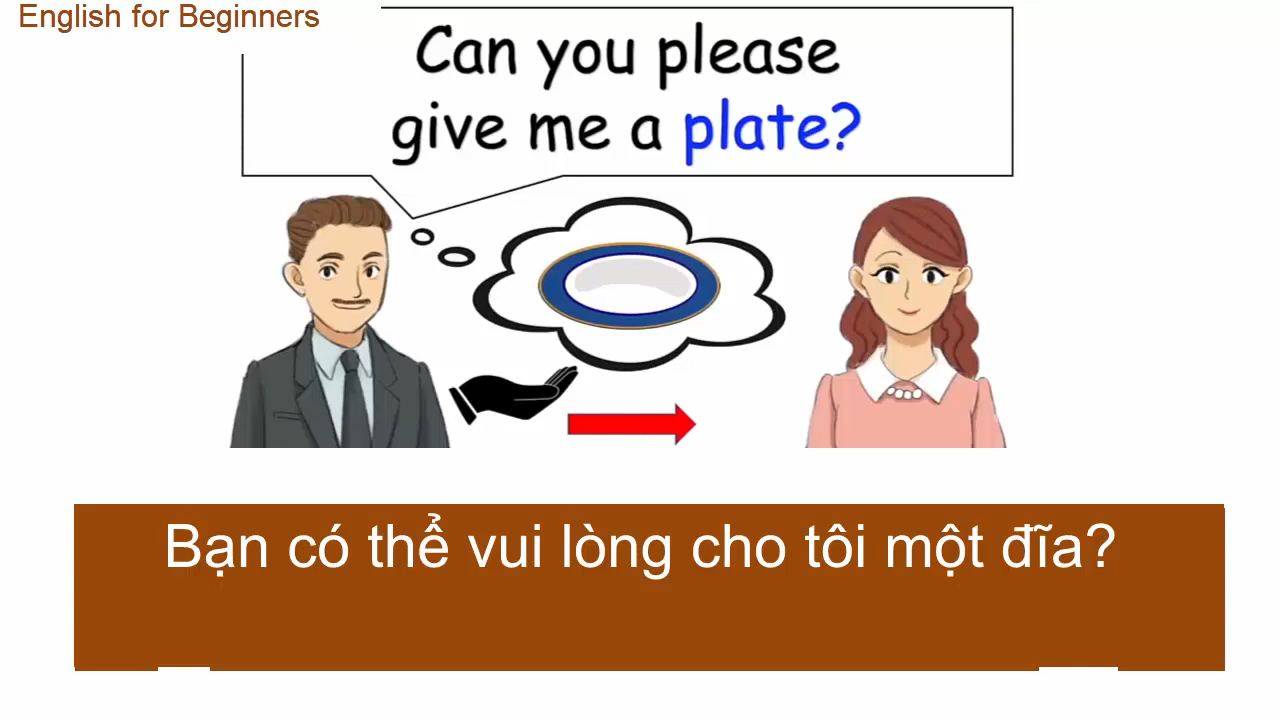 English for Beginners
Can you please
give me a plate?
Bạn có thể vui lòng cho tôi một đĩa?